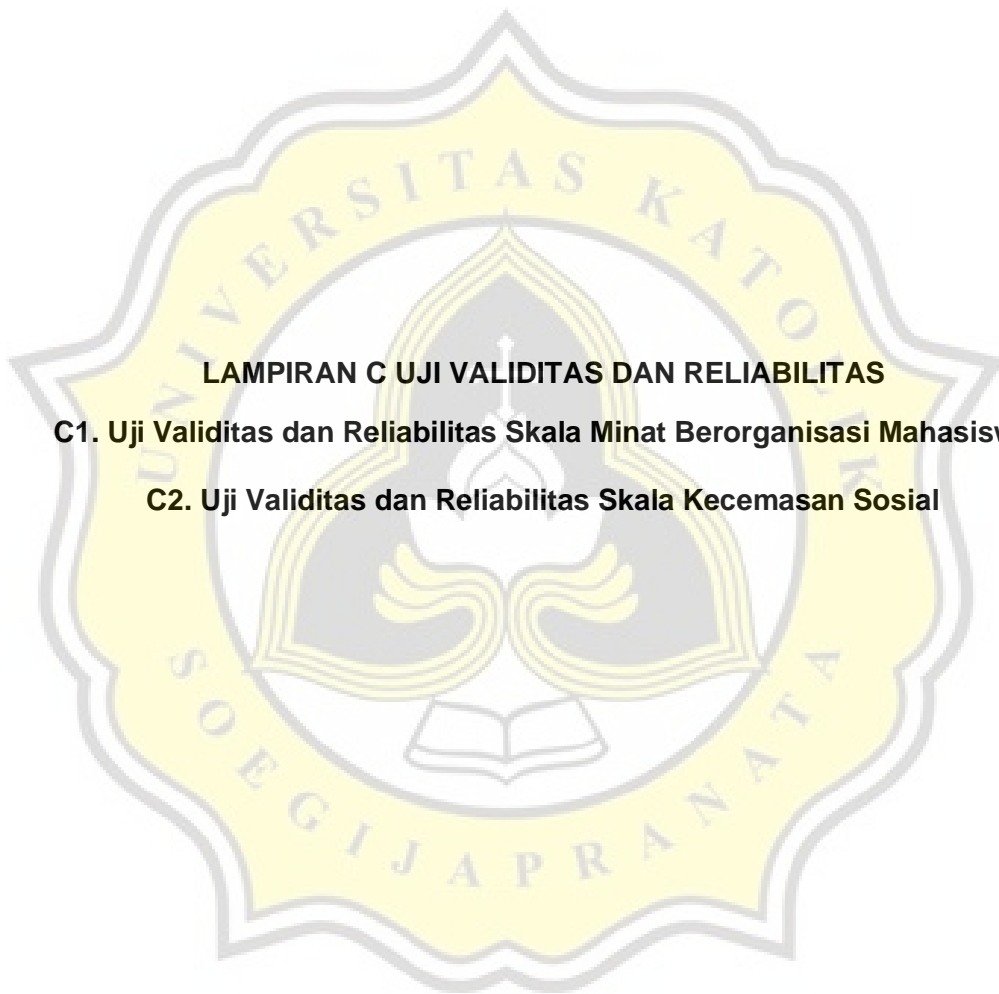 UNIVERSITAS KATOLIK
LAMPIRAN C UJI VALIDITAS DAN RELIABILITAS
C1. Uji Validitas dan Reliabilitas Skala Minat Berorganisasi
C2. Uji Validitas dan Reliabilitas Skala Kecemasan Sosial
SOEGIJAPRANATA